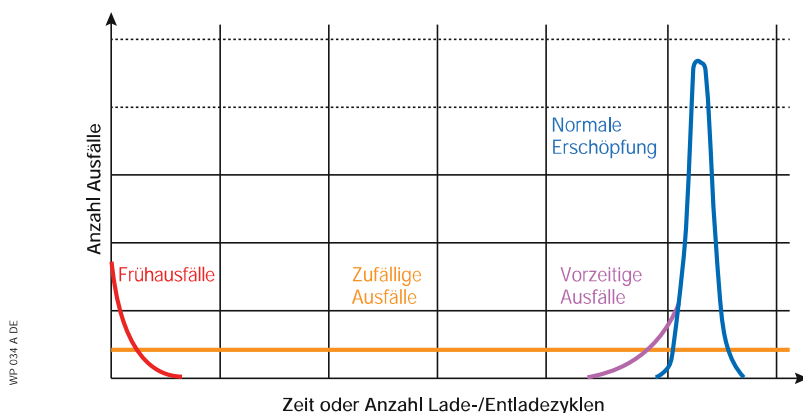 Anzahl Ausfälle
Normale
Erschöpfung
Frühausfälle
Zufällige
Ausfälle
Vorzeitige
Ausfälle
WP 034 A DE
Zeit oder Anzahl Lade-/Entladezyklen